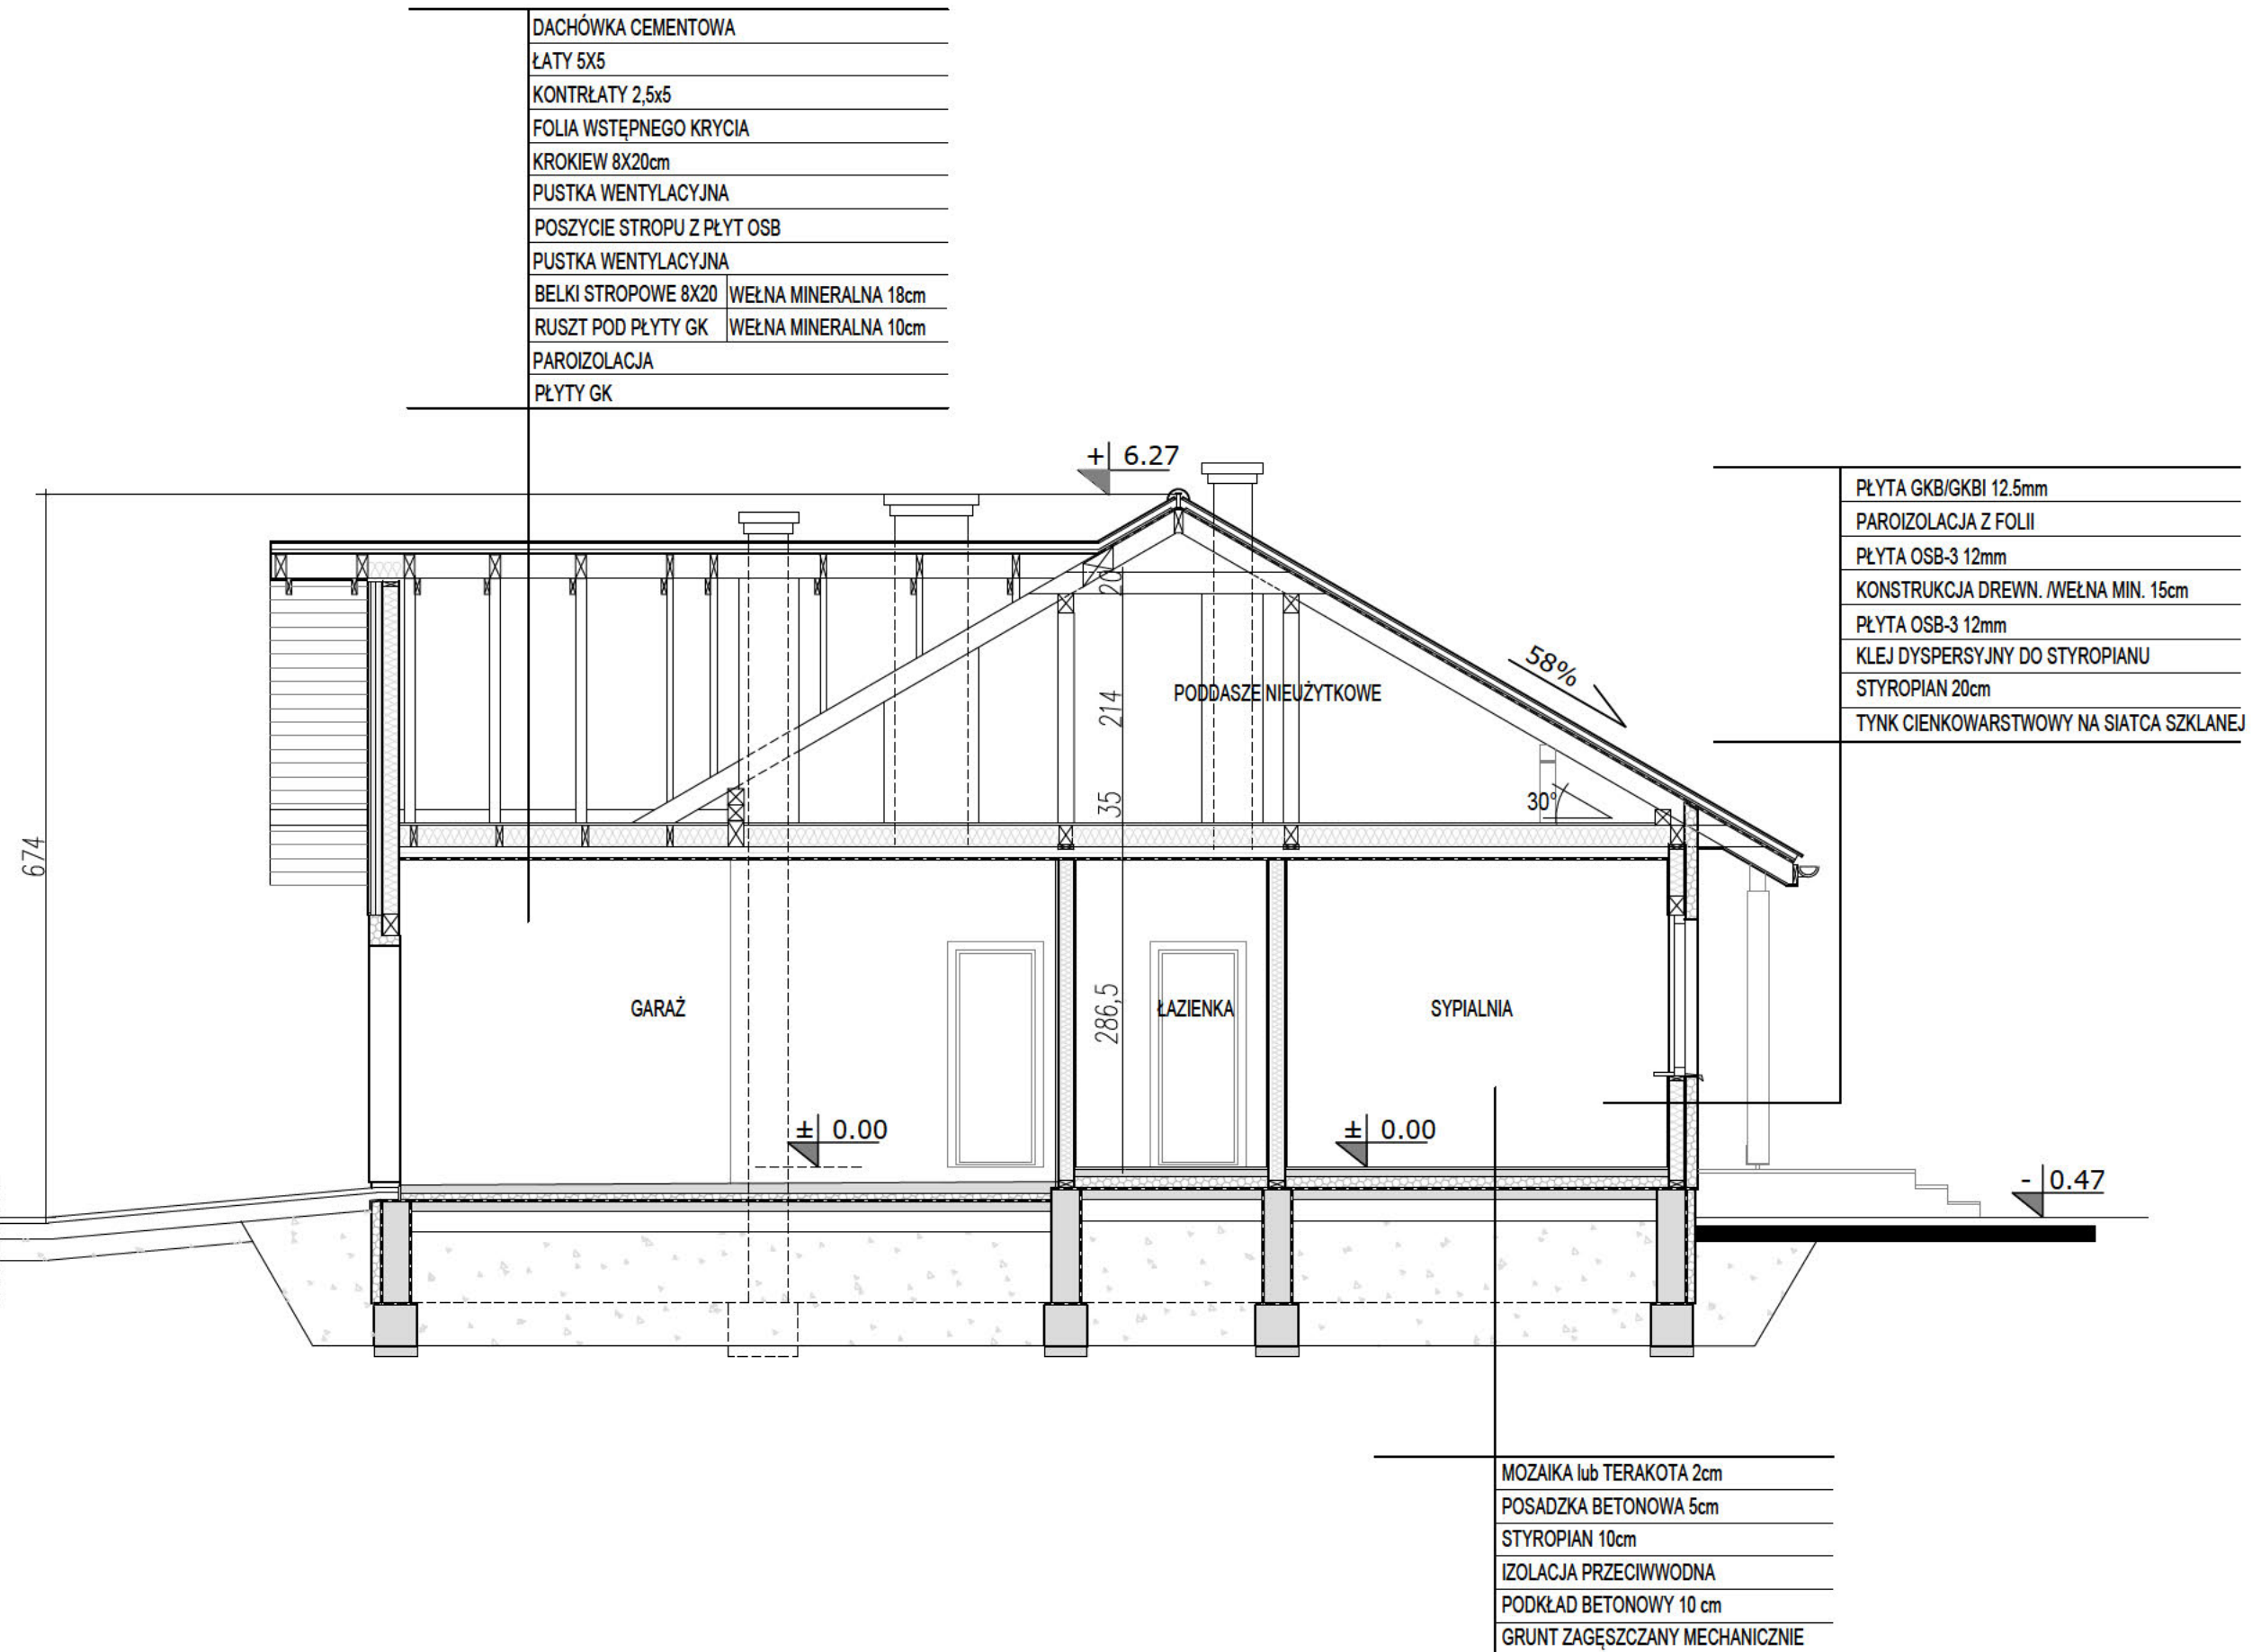 DACHÓWKA CEMENTOWA
ŁATY 5X5
KONTRŁATY 2,5x5
FOLIA WSTĘPNEGO KRYCIA
KROKIEW 8X20cm
PUSTKA WENTYLACYJNA
POSZYCIE STROPU Z PŁYT OSB
PUSTKA WENTYLACYJNA
BELKI STROPOWE 8X20 WEŁNA MINERALNA 18cm
RUSZT POD PŁYTY GK WEŁNA MINERALNA 10cm
PAROIZOLACJA
PŁYTY GK
+ 6.27
PŁYTA GKB/GKBI 12.5mm
PAROIZOLACJA Z FOLII
PŁYTA OSB-3 12mm
KONSTRUKCJA DREWN. /WEŁNA MIN. 15cm
PŁYTA OSB-3 12mm
KLEJ DYSPERSYJNY DO STYROPIANU
STYROPIAN 20cm
TYNK CIENKOWARSTWOWY NA SIATCA SZKLANEJ
20
58%
PODDASZE NIEUŻYTKOWE
214
30°
35
674
GARAŻ
286,5
ŁAZIENKA
SYPIALNIA
± 0.00
± 0.00
- 0.47
MOZAIKA lub TERAKOTA 2cm
POSADZKA BETONOWA 5cm
STYROPIAN 10cm
IZOLACJA PRZECIWWODNA
PODKŁAD BETONOWY 10 cm
GRUNT ZAGĘSZCZANY MECHANICZNIE